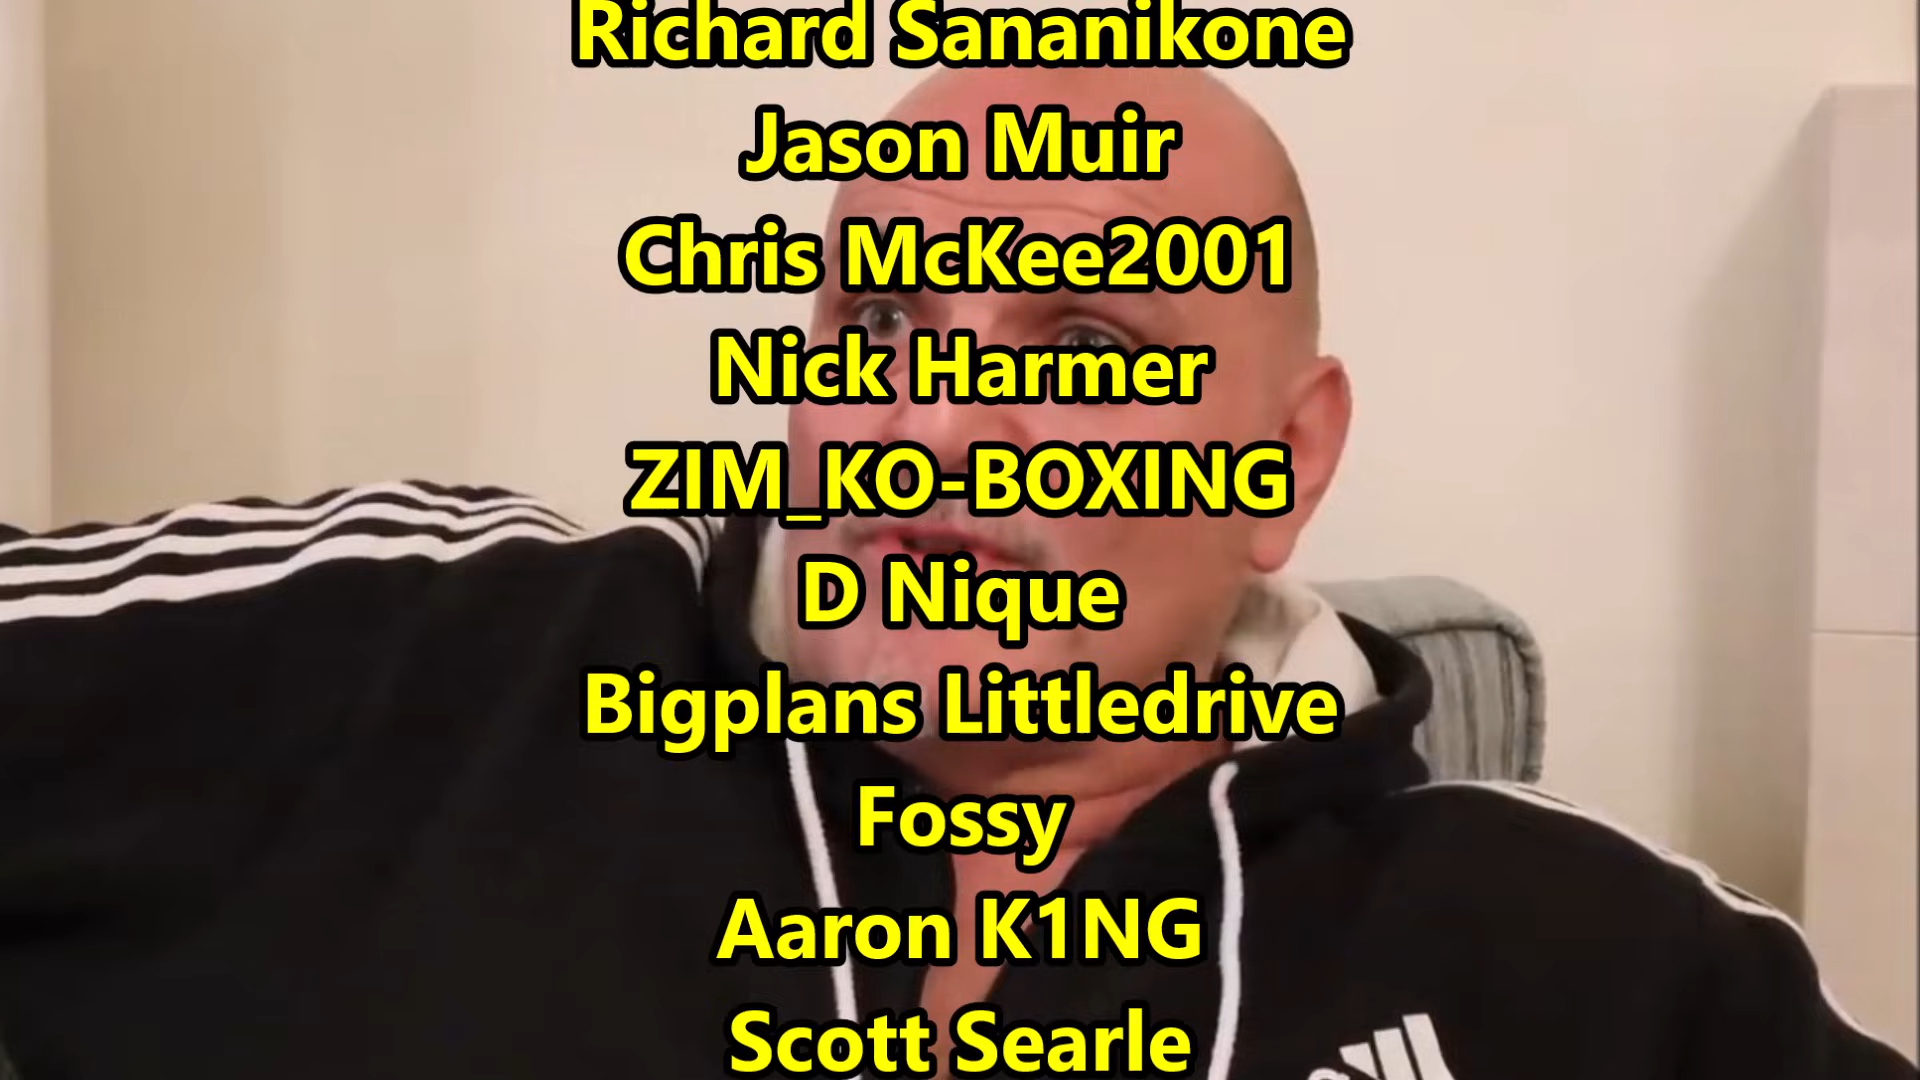 Richard Sananikone
Jason Muir
Chris McKee2001
Nick Harmer
ZIM_KO-BOXING
D Nique
Bigplans Littledrive
Fossy
Aaron K1NG
Scott Searle